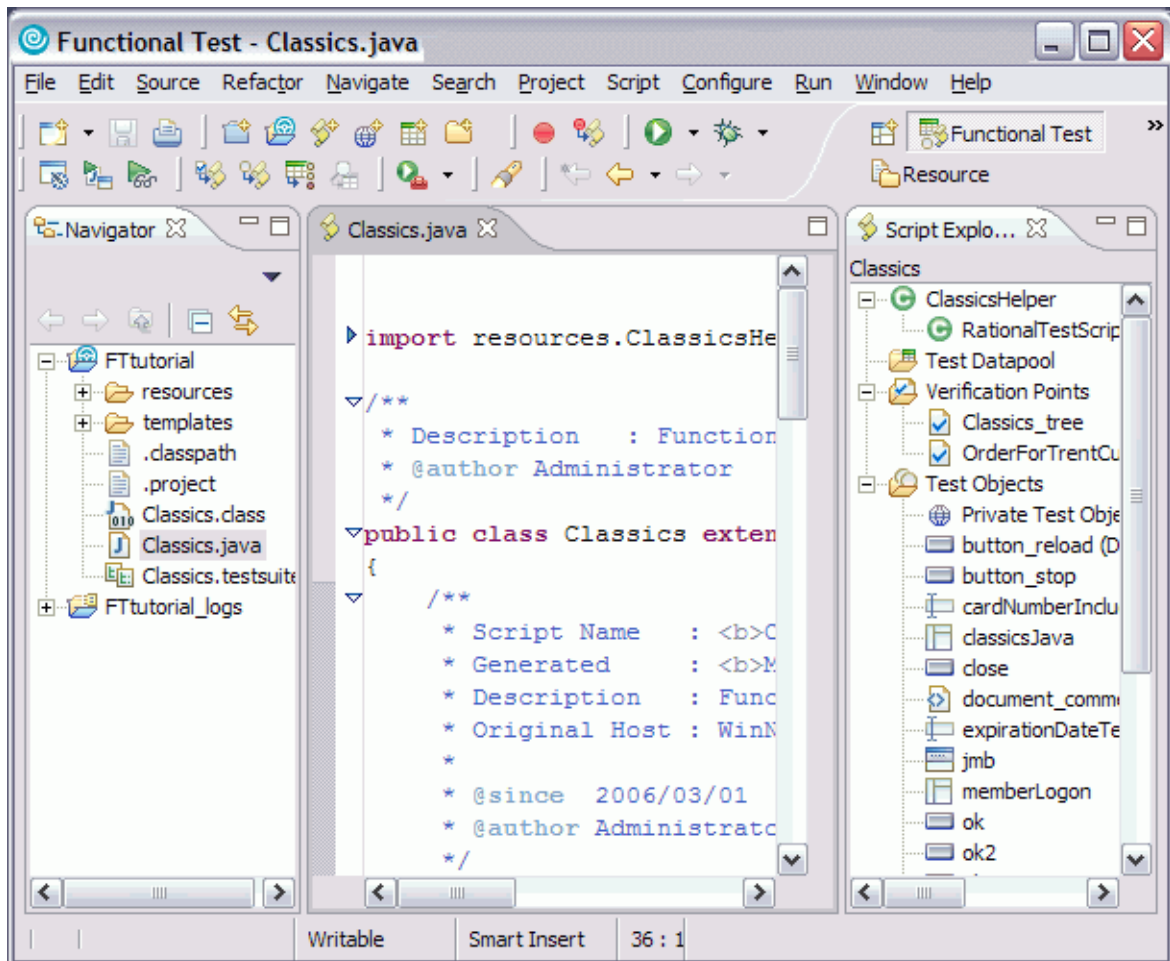 Functional Test - Classics.java
File Edit Source Refactor Navigate Search Project Script Configure Run Window Help
Functional Test »
Resource
Navigator
FTtutorial
resources
templates
.classpath
.project
Classics.class
Classics.java
Classics.testsuite
FTtutorial_logs
Classics.java
import resources.ClassicsHe
/**
* Description : Function
* @author Administrator
*/
public class Classics exten
{
/**
* Script Name : <b>C
* Generated : <b>M
* Description : Func
* Original Host : WinN
*
* @since 2006/03/01
* @author Administrato
*/
Script Explo...
Classics
ClassicsHelper
RationalTestScrip
Test Datapool
Verification Points
Classics_tree
OrderForTrentCu
Test Objects
Private Test Obje
button_reload (D
button_stop
cardNumberInclu
classicsJava
close
document_comme
expirationDateTe
jmb
memberLogon
ok
ok2
Writable Smart Insert 36 : 1